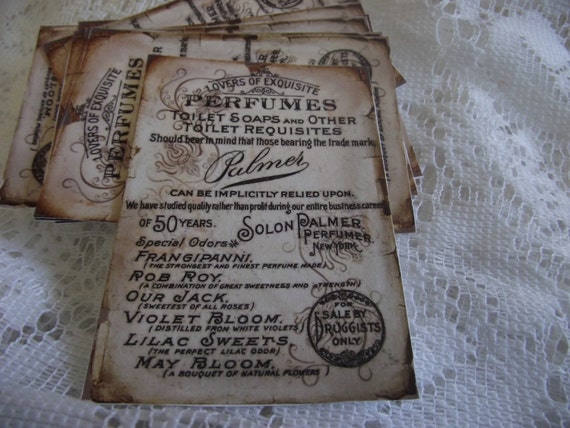 LOVERS OF EXQUISITE
PERFUMES
TOILET SOAPS AND OTHER
TOILET REQUISITES
Should bear in mind that those bearing the trade mark
Palmer
CAN BE IMPLICITLY RELIED UPON.
We have studied quality rather than profit during our entire business career
OF 50 YEARS. SOLON PALMER
PERFUMER
NEW YORK
Special Odors
FRANGIPANNI,
(THE STRONGEST AND FINEST PERFUME MADE)
ROB ROY,
(A COMBINATION OF GREAT SWEETNESS AND STRENGTH)
OUR JACK,
(SWEETEST OF ALL ROSES)
VIOLET BLOOM,
(DISTILLED FROM WHITE VIOLETS)
LILAC SWEETS,
(THE PERFECT LILAC ODOR)
MAY BLOOM,
(A BOUQUET OF NATURAL FLOWERS)
FOR
SALE BY
DRUGGISTS
ONLY
LOVERS OF EXQUISITE
PERFUMES